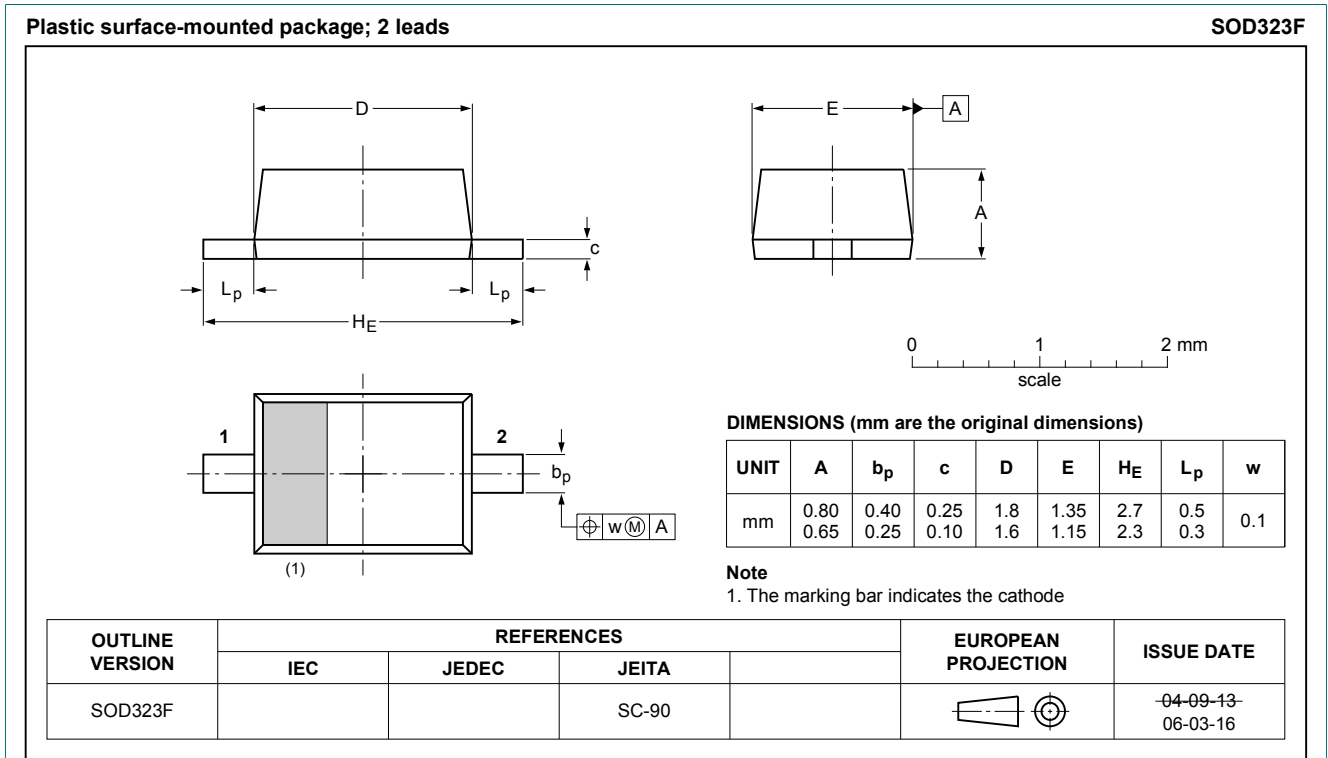 Plastic surface-mounted package; 2 leads SOD323F
D
E A
A
c
Lp Lp
HE
0 1 2 mm
scale
1 2
bp
w M A
(1)
DIMENSIONS (mm are the original dimensions)
UNIT A bp c D E HE Lp w
mm 0.80 0.65 0.40 0.25 0.25 0.10 1.8 1.6 1.35 1.15 2.7 2.3 0.5 0.3 0.1
Note
1. The marking bar indicates the cathode
OUTLINE VERSION REFERENCES EUROPEAN PROJECTION ISSUE DATE
IEC JEDEC JEITA
SOD323F SC-90 04-09-13
06-03-16